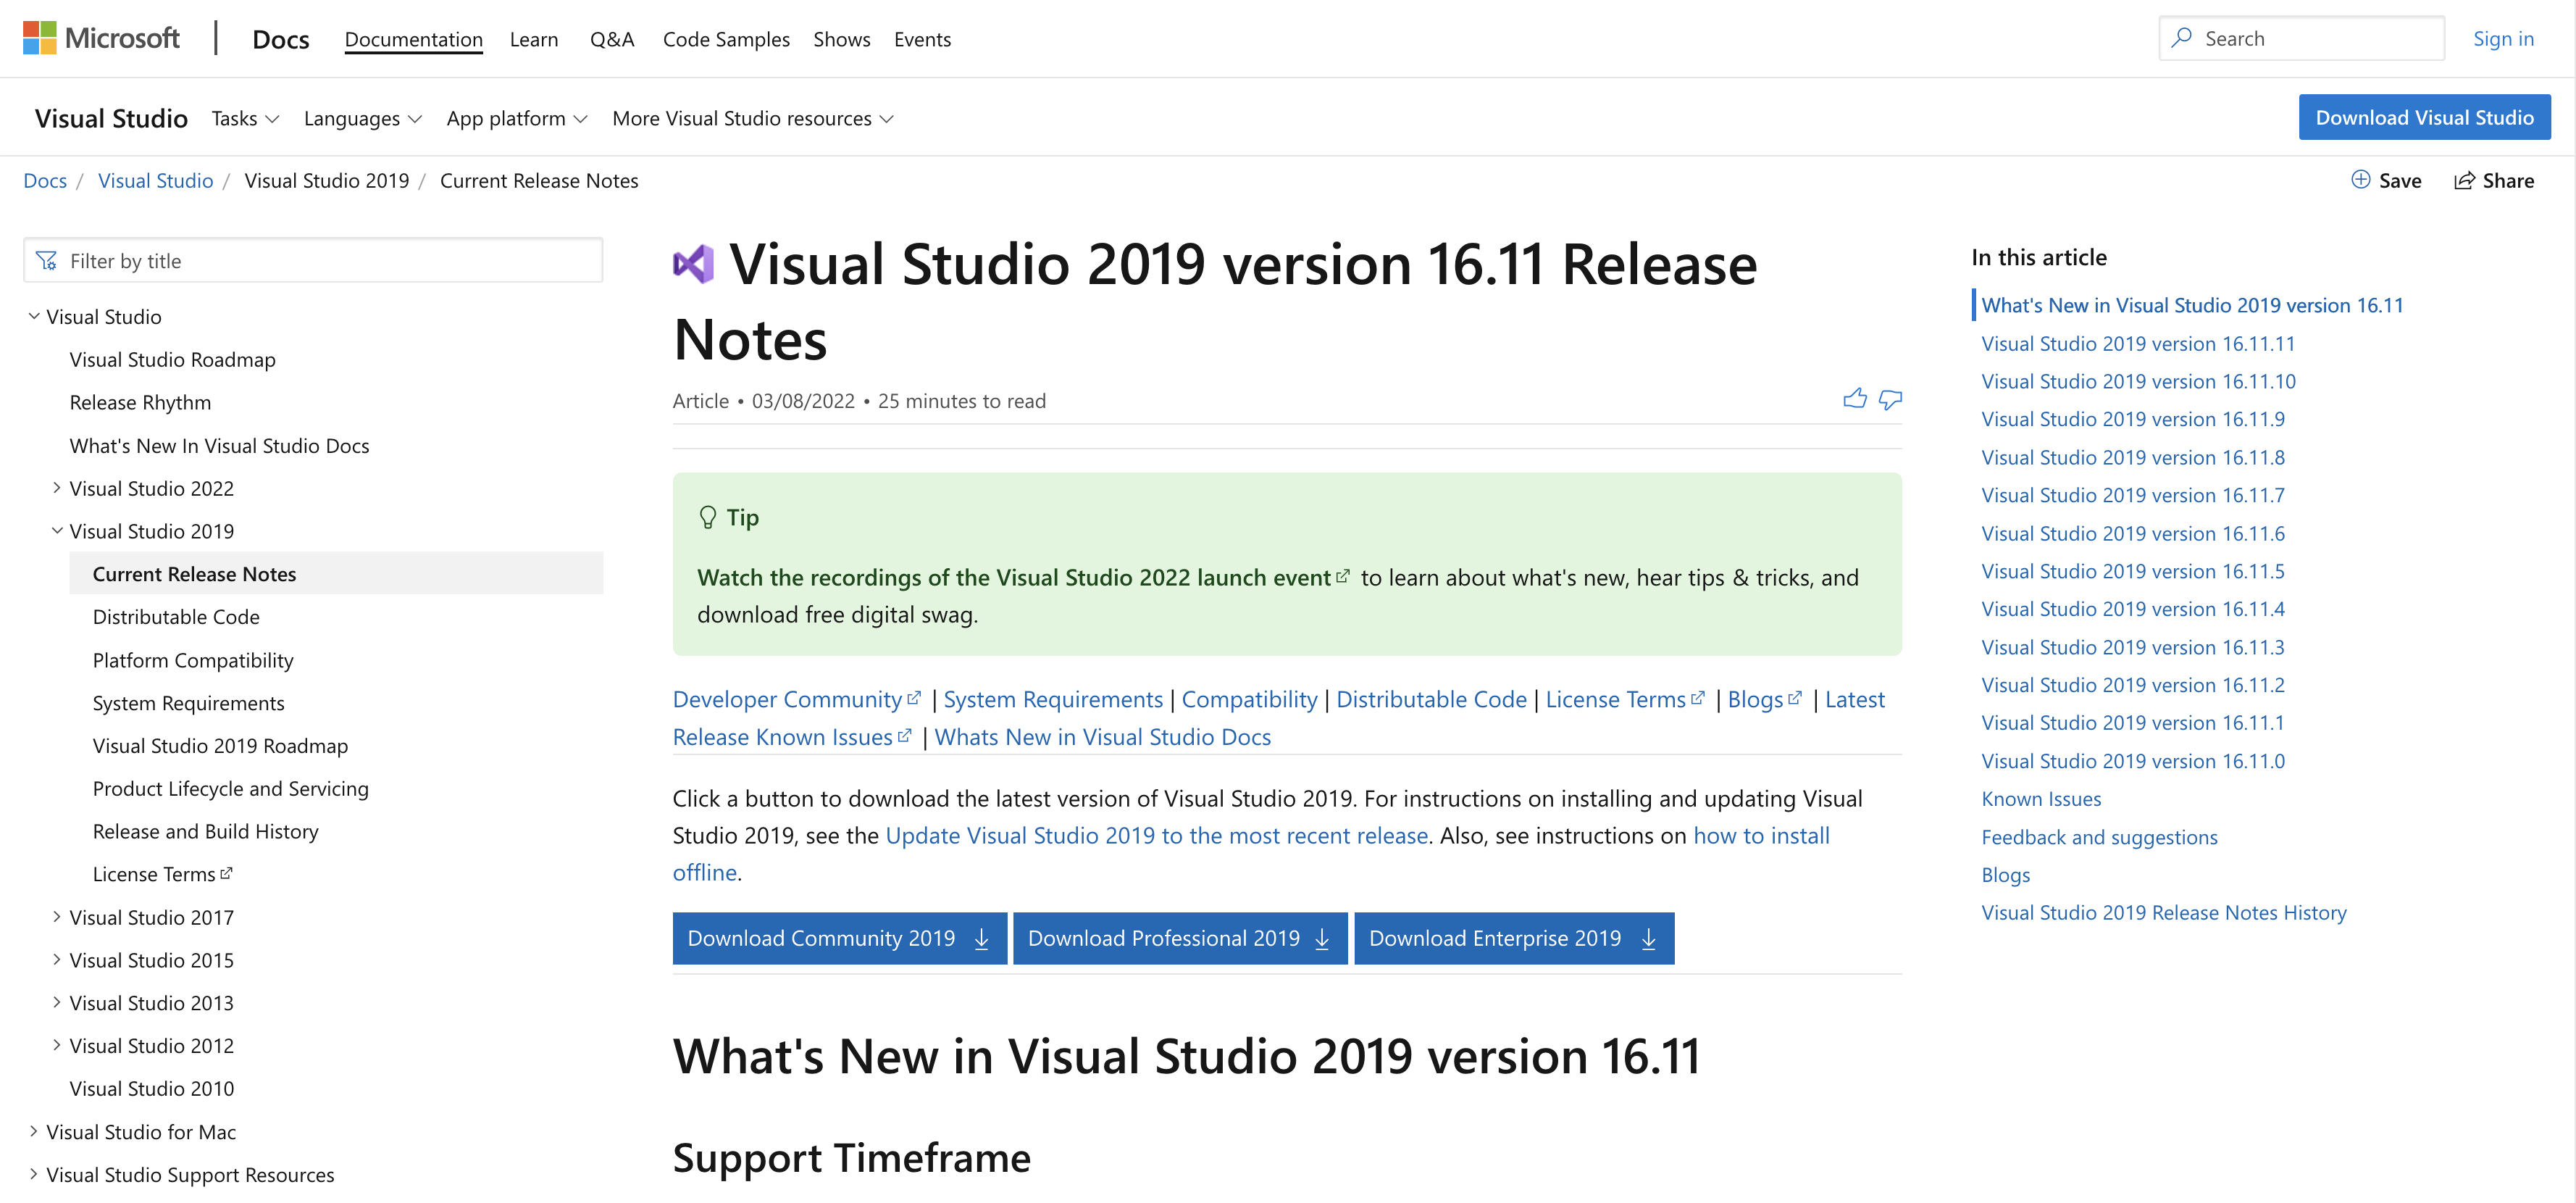 Microsoft
Docs
Documentation
Learn
Q&A
Code Samples
Shows
Events
Search
Sign in
Visual Studio
Tasks
Languages
App platform
More Visual Studio resources
Download Visual Studio
Docs / Visual Studio / Visual Studio 2019 / Current Release Notes
Save
Share
Filter by title
Visual Studio
Visual Studio Roadmap
Release Rhythm
What's New In Visual Studio Docs
Visual Studio 2022
Visual Studio 2019
Current Release Notes
Distributable Code
Platform Compatibility
System Requirements
Visual Studio 2019 Roadmap
Product Lifecycle and Servicing
Release and Build History
License Terms
Visual Studio 2017
Visual Studio 2015
Visual Studio 2013
Visual Studio 2012
Visual Studio 2010
Visual Studio for Mac
Visual Studio Support Resources
Visual Studio 2019 version 16.11 Release
Notes
Article • 03/08/2022 • 25 minutes to read
Tip
Watch the recordings of the Visual Studio 2022 launch event to learn about what's new, hear tips & tricks, and
download free digital swag.
Developer Community | System Requirements | Compatibility | Distributable Code | License Terms | Blogs | Latest
Release Known Issues | Whats New in Visual Studio Docs
Click a button to download the latest version of Visual Studio 2019. For instructions on installing and updating Visual
Studio 2019, see the Update Visual Studio 2019 to the most recent release. Also, see instructions on how to install
offline.
Download Community 2019
Download Professional 2019
Download Enterprise 2019
What's New in Visual Studio 2019 version 16.11
Support Timeframe
In this article
What's New in Visual Studio 2019 version 16.11
Visual Studio 2019 version 16.11.11
Visual Studio 2019 version 16.11.10
Visual Studio 2019 version 16.11.9
Visual Studio 2019 version 16.11.8
Visual Studio 2019 version 16.11.7
Visual Studio 2019 version 16.11.6
Visual Studio 2019 version 16.11.5
Visual Studio 2019 version 16.11.4
Visual Studio 2019 version 16.11.3
Visual Studio 2019 version 16.11.2
Visual Studio 2019 version 16.11.1
Visual Studio 2019 version 16.11.0
Known Issues
Feedback and suggestions
Blogs
Visual Studio 2019 Release Notes History